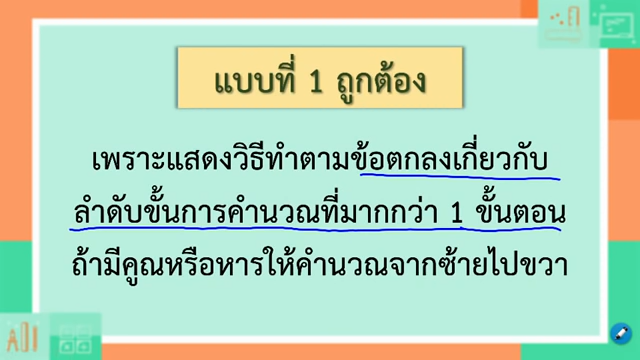 แบบที่ 1 ถูกต้อง
เพราะแสดงวิธีทำตามข้อตกลงเกี่ยวกับ
ลำดับขั้นการคำนวณที่มากกว่า 1 ขั้นตอน
ถ้ามีคูณหรือหารให้คำนวณจากซ้ายไปขวา